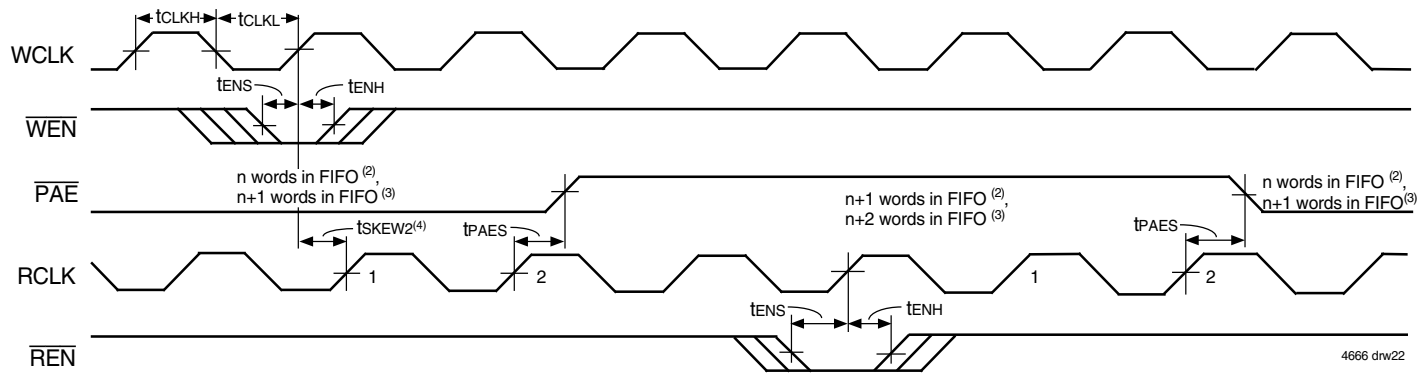 tCLKH tCLKL
WCLK
tENS tENH
WEN
n words in FIFO (2),
n+1 words in FIFO (3)
PAE
n+1 words in FIFO (2),
n+2 words in FIFO (3)
n words in FIFO (2),
n+1 words in FIFO(3)
tSKEW2(4) tPAES tPAES
RCLK 1 2 1 2
tENS tENH
REN
4666 drw22